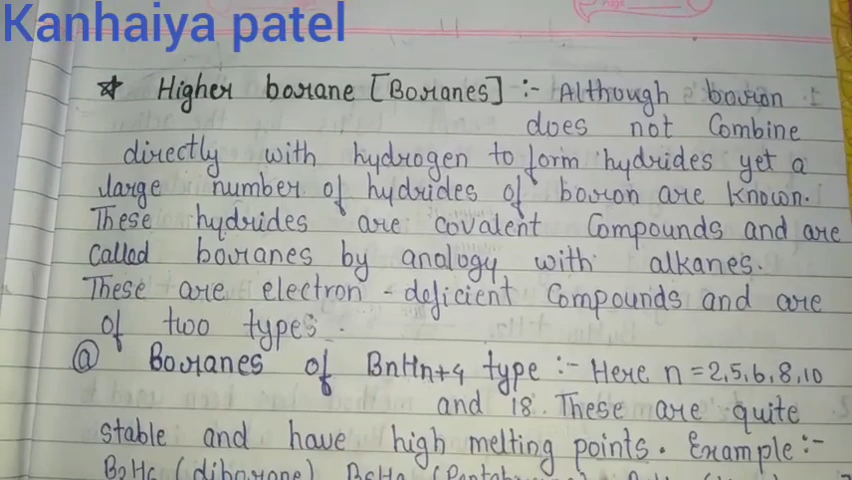 Kanhaiya patel
☆ Higher borane [Boranes] :- Although boron
does not Combine
directly with hydrogen to form hydrides yet a
large number of hydrides of boron are known.
These hydrides are covalent Compounds and are
Called boranes by anology with alkanes.
These are electron-deficient Compounds and are
of two types.
ⓐ Boranes of BnHn+4 type :- Here n = 2,5,6,8,10
and 18. These are quite
stable and have high melting points. Example:-
B2H6 (diborane)